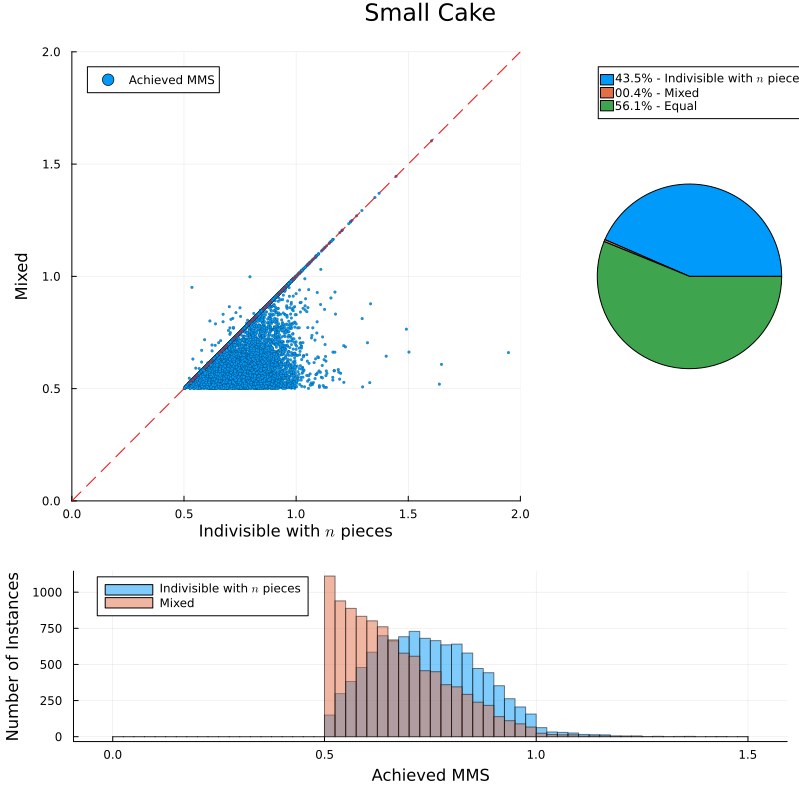 Small Cake
2.0
1.5
1.0
0.5
0.0
Mixed
Achieved MMS
0.0 0.5 1.0 1.5 2.0
Indivisible with n pieces
43.5% - Indivisible with n piece
00.4% - Mixed
56.1% - Equal
Number of Instances
1000
750
500
250
0
Indivisible with n pieces
Mixed
0.0 0.5 1.0 1.5
Achieved MMS